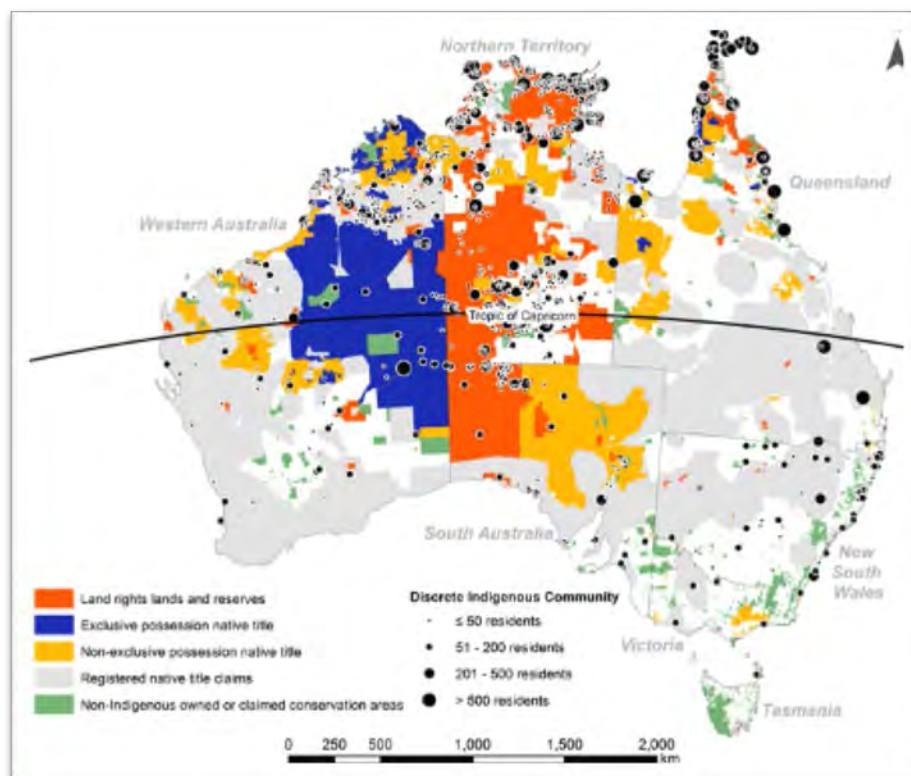 Northern Territory
Queensland
Western Australia
Tropic of Capricorn
South Australia
New
South
Wales
Victoria
Tasmania
Land rights lands and reserves
Exclusive possession native title
Non-exclusive possession native title
Registered native title claims
Non-Indigenous owned or claimed conservation areas
Discrete Indigenous Community
≤ 50 residents
51 - 200 residents
201 - 500 residents
> 500 residents
0 250 500 1,000 1,500 2,000
km